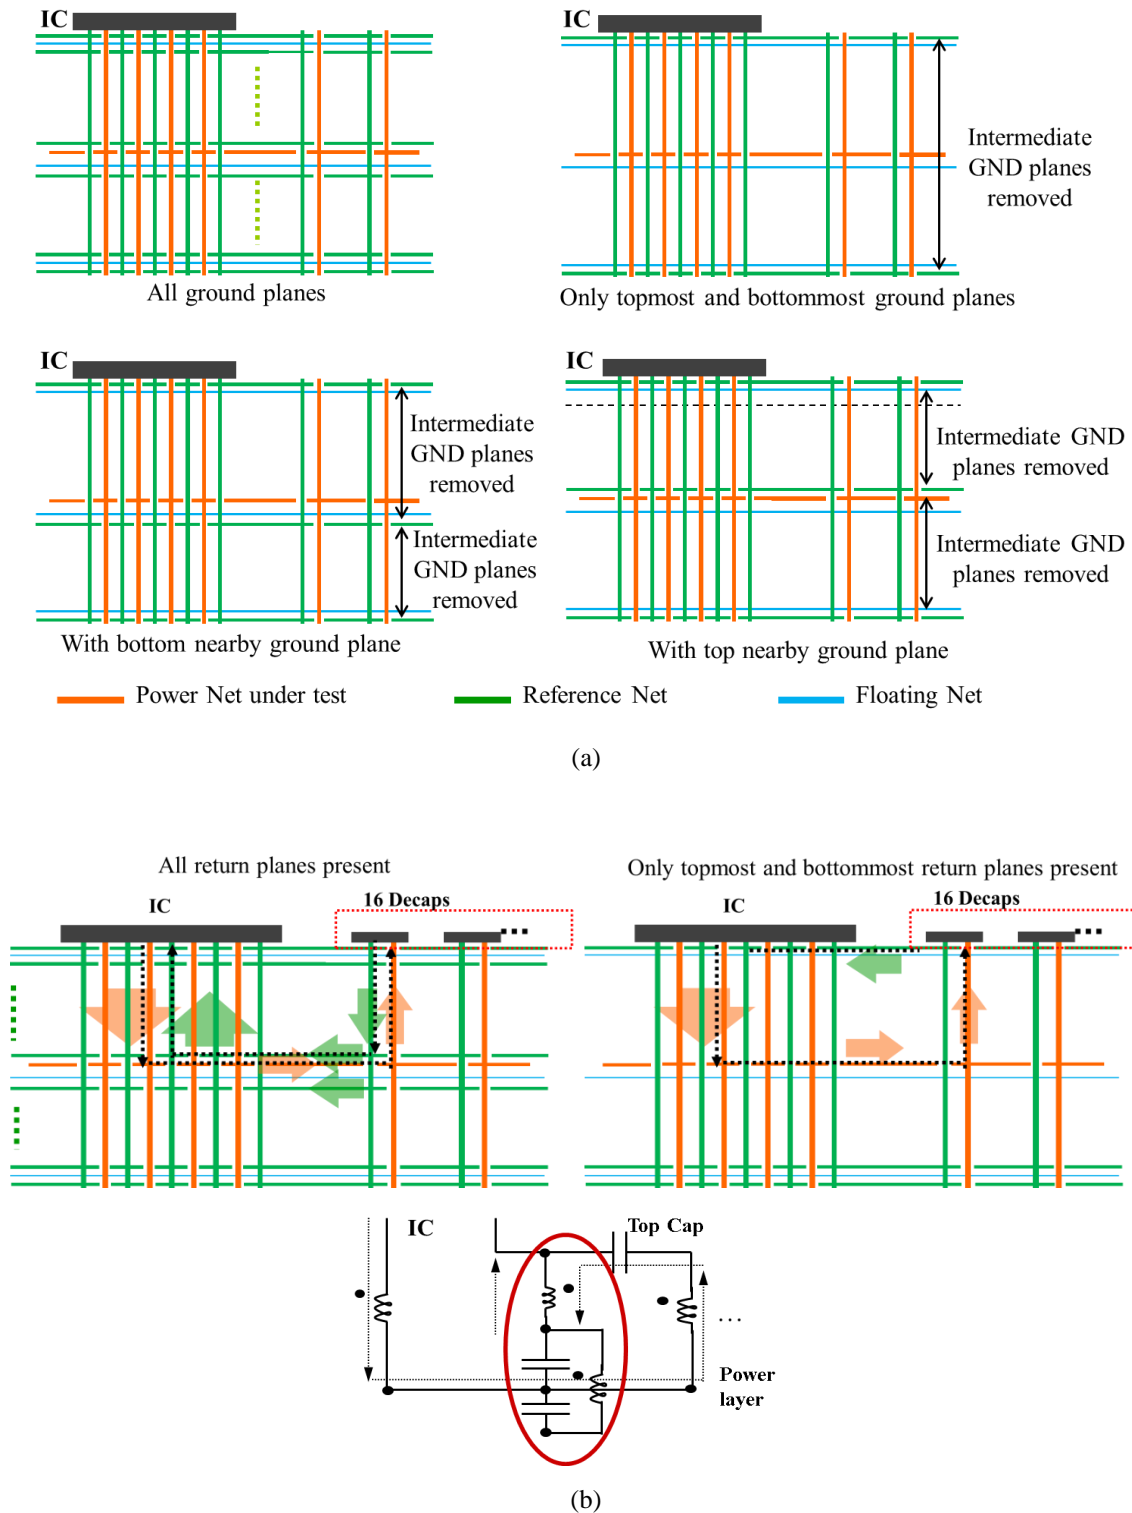 IC
IC
Intermediate
GND planes
removed
All ground planes
Only topmost and bottommost ground planes
IC
IC
Intermediate
GND planes
removed
Intermediate
GND planes
removed
Intermediate GND
planes removed
Intermediate GND
planes removed
With bottom nearby ground plane
With top nearby ground plane
Power Net under test
Reference Net
Floating Net
(a)
All return planes present
Only topmost and bottommost return planes present
IC
16 Decaps
IC
16 Decaps
IC
Top Cap
...
Power
layer
(b)